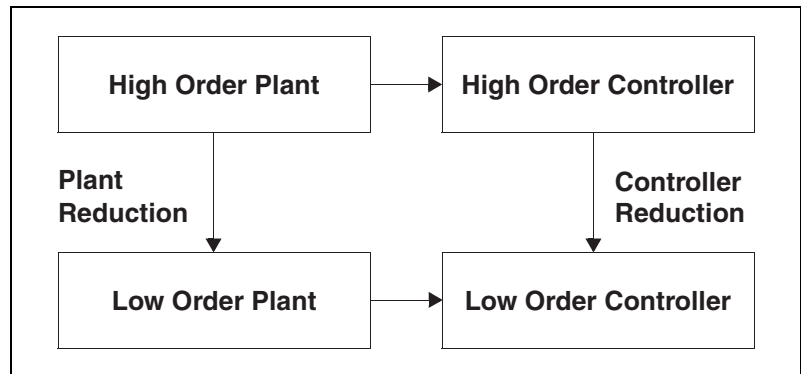 High Order Plant
High Order Controller
Plant
Reduction
Controller
Reduction
Low Order Plant
Low Order Controller